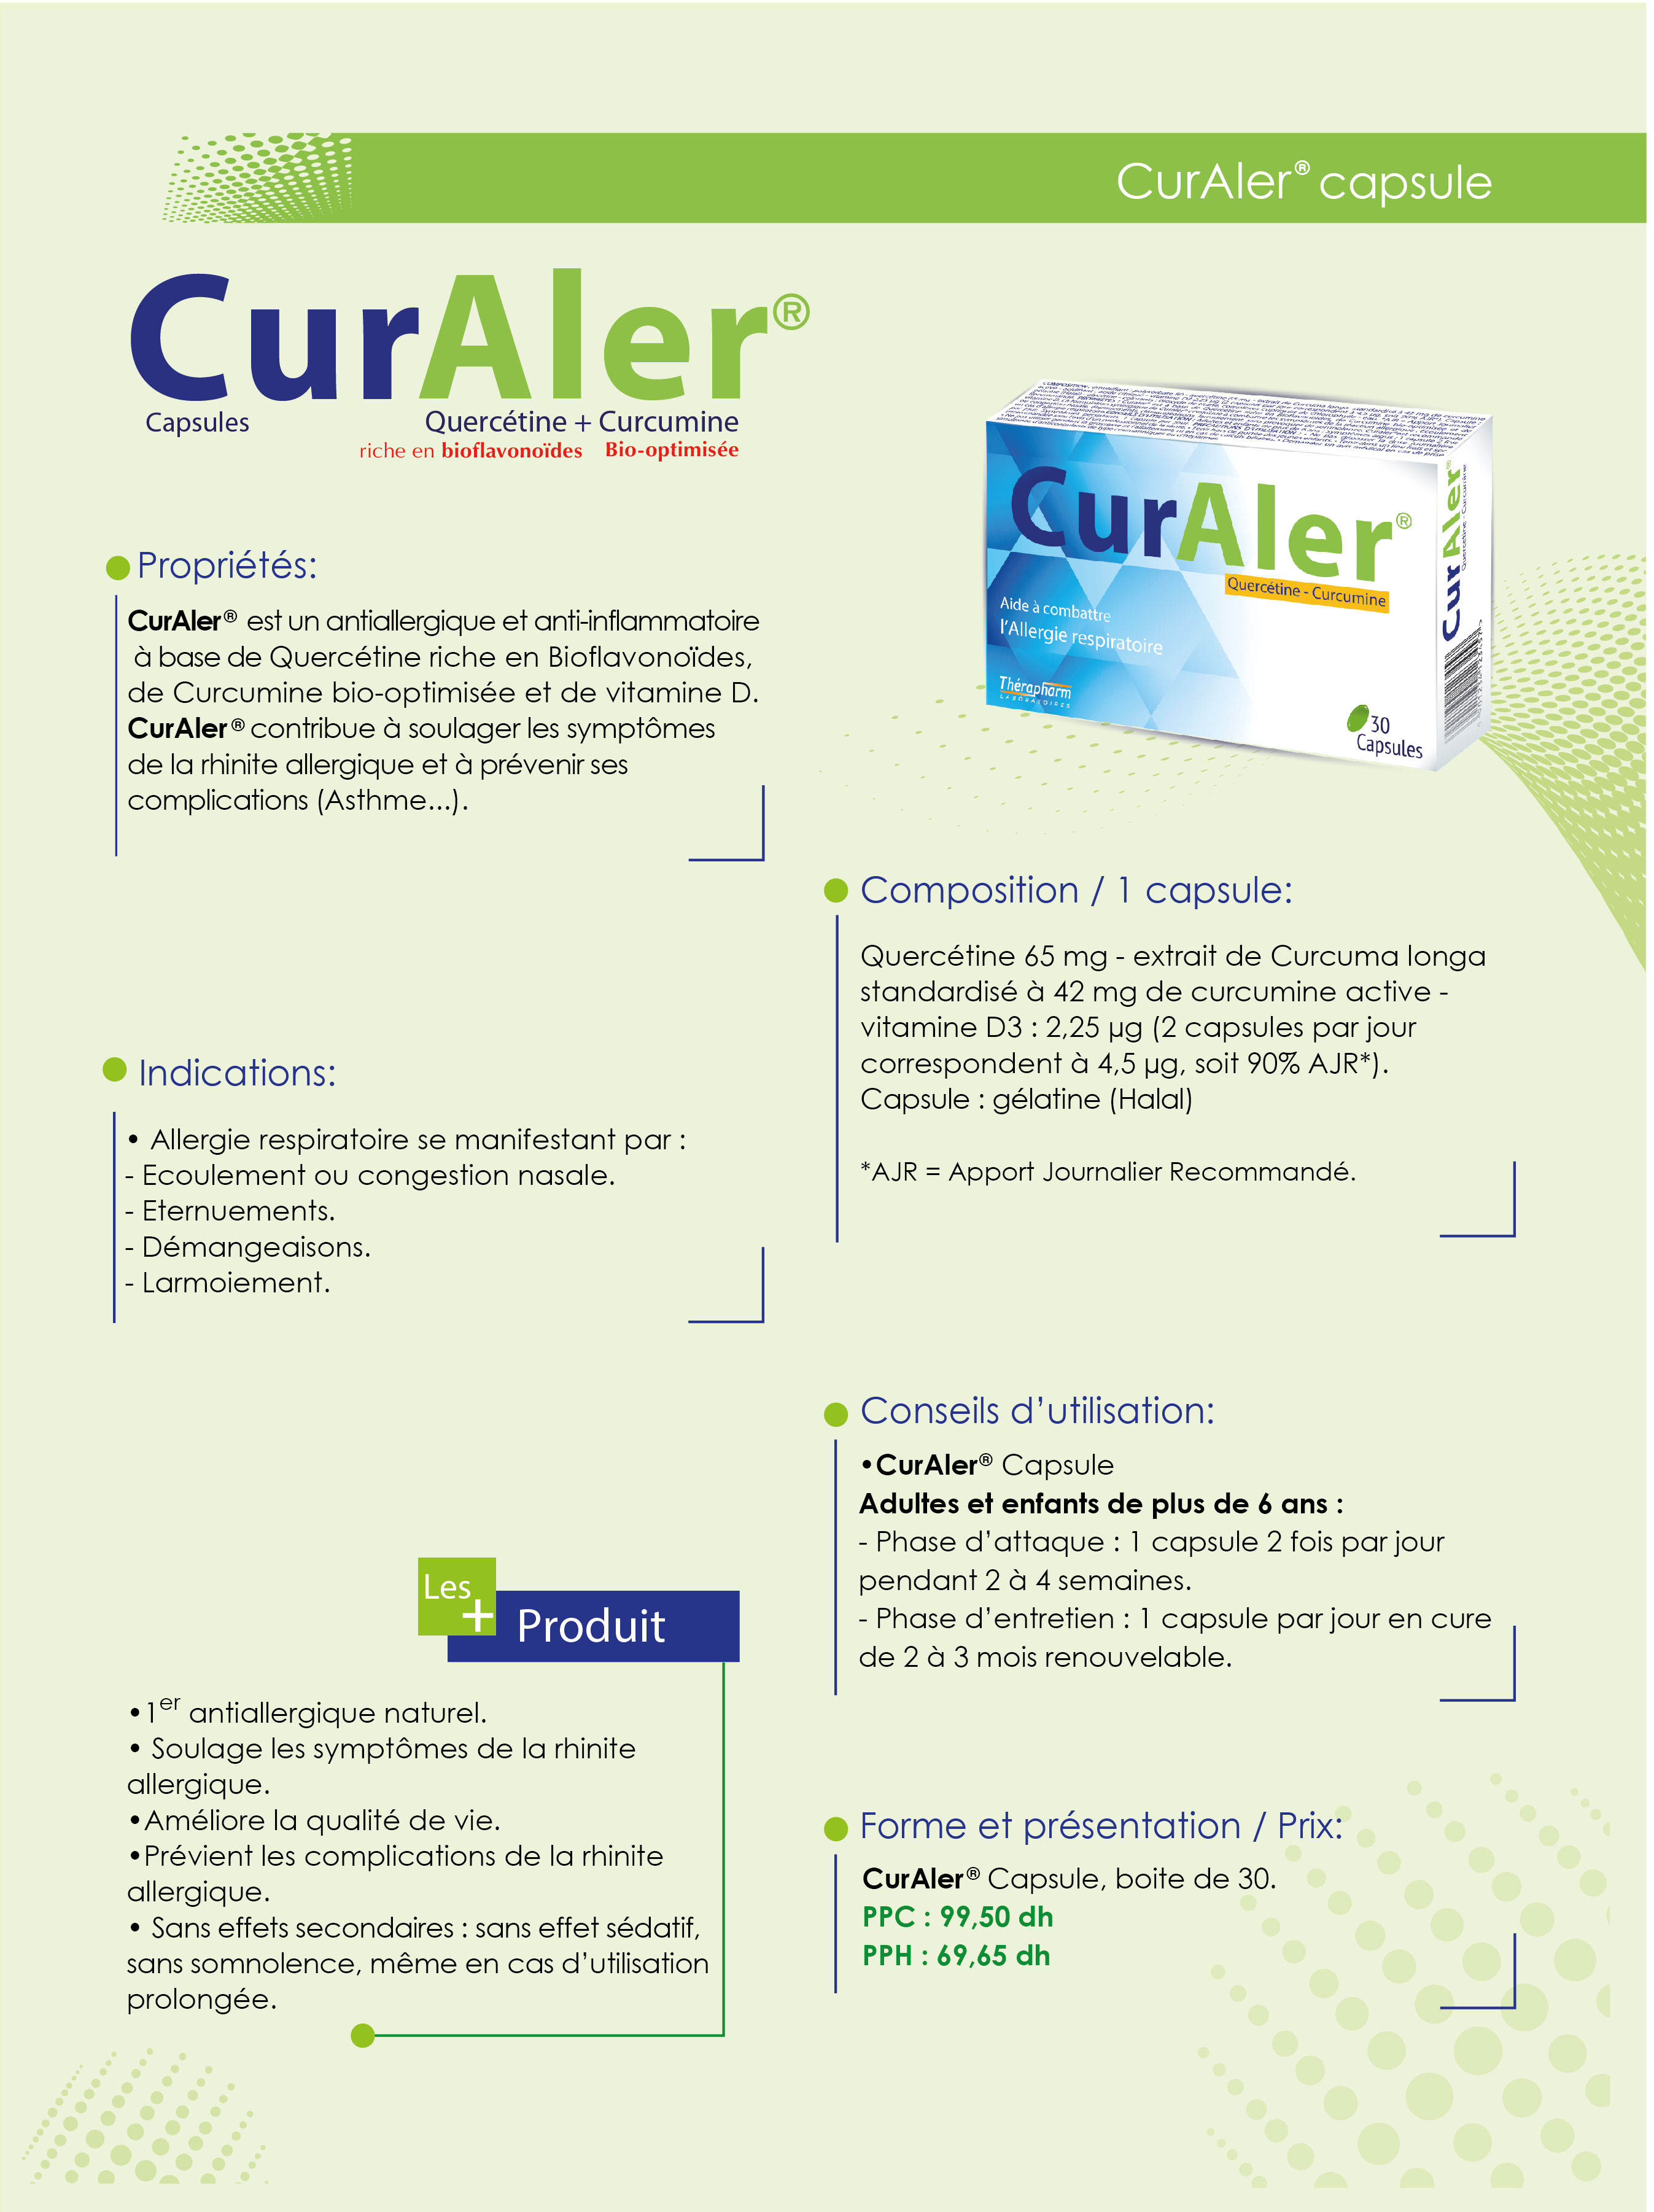 CurAler® capsule
CurAler®
Capsules
Quercétine + Curcumine
riche en bioflavonoïdes Bio-optimisée
CurAler®
Quercétine - Curcumine
Aide à combattre
l'Allergie respiratoire
Thérapharm
LABORATOIRES
30
Capsules
CurAler®
Quercétine - Curcumine
Propriétés:
CurAler® est un antiallergique et anti-inflammatoire
à base de Quercétine riche en Bioflavonoïdes,
de Curcumine bio-optimisée et de vitamine D.
CurAler® contribue à soulager les symptômes
de la rhinite allergique et à prévenir ses
complications (Asthme...).
Indications:
• Allergie respiratoire se manifestant par :
- Ecoulement ou congestion nasale.
- Eternuements.
- Démangeaisons.
- Larmoiement.
Les +
Produit
•1er antiallergique naturel.
• Soulage les symptômes de la rhinite
allergique.
•Améliore la qualité de vie.
•Prévient les complications de la rhinite
allergique.
• Sans effets secondaires : sans effet sédatif,
sans somnolence, même en cas d'utilisation
prolongée.
Composition / 1 capsule:
Quercétine 65 mg - extrait de Curcuma longa
standardisé à 42 mg de curcumine active -
vitamine D3 : 2,25 µg (2 capsules par jour
correspondent à 4,5 µg, soit 90% AJR*).
Capsule : gélatine (Halal)
*AJR = Apport Journalier Recommandé.
Conseils d'utilisation:
•CurAler® Capsule
Adultes et enfants de plus de 6 ans :
- Phase d'attaque : 1 capsule 2 fois par jour
pendant 2 à 4 semaines.
- Phase d'entretien : 1 capsule par jour en cure
de 2 à 3 mois renouvelable.
Forme et présentation / Prix:
CurAler® Capsule, boite de 30.
PPC : 99,50 dh
PPH : 69,65 dh